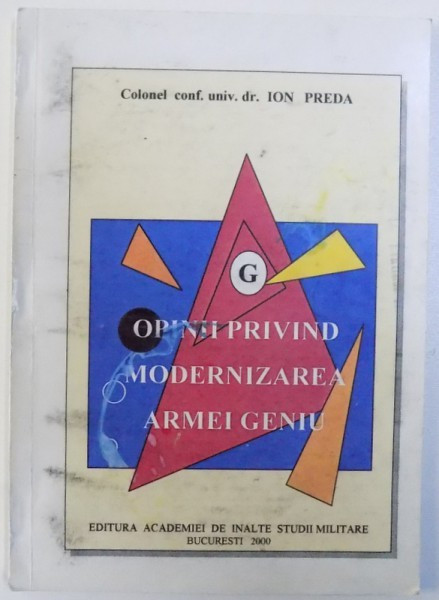 Colonel conf. univ. dr. ION PREDA
G
OPINII PRIVIND
MODERNIZAREA
ARMEI GENIU
EDITURA ACADEMIEI DE INALTE STUDII MILITARE
BUCURESTI 2000